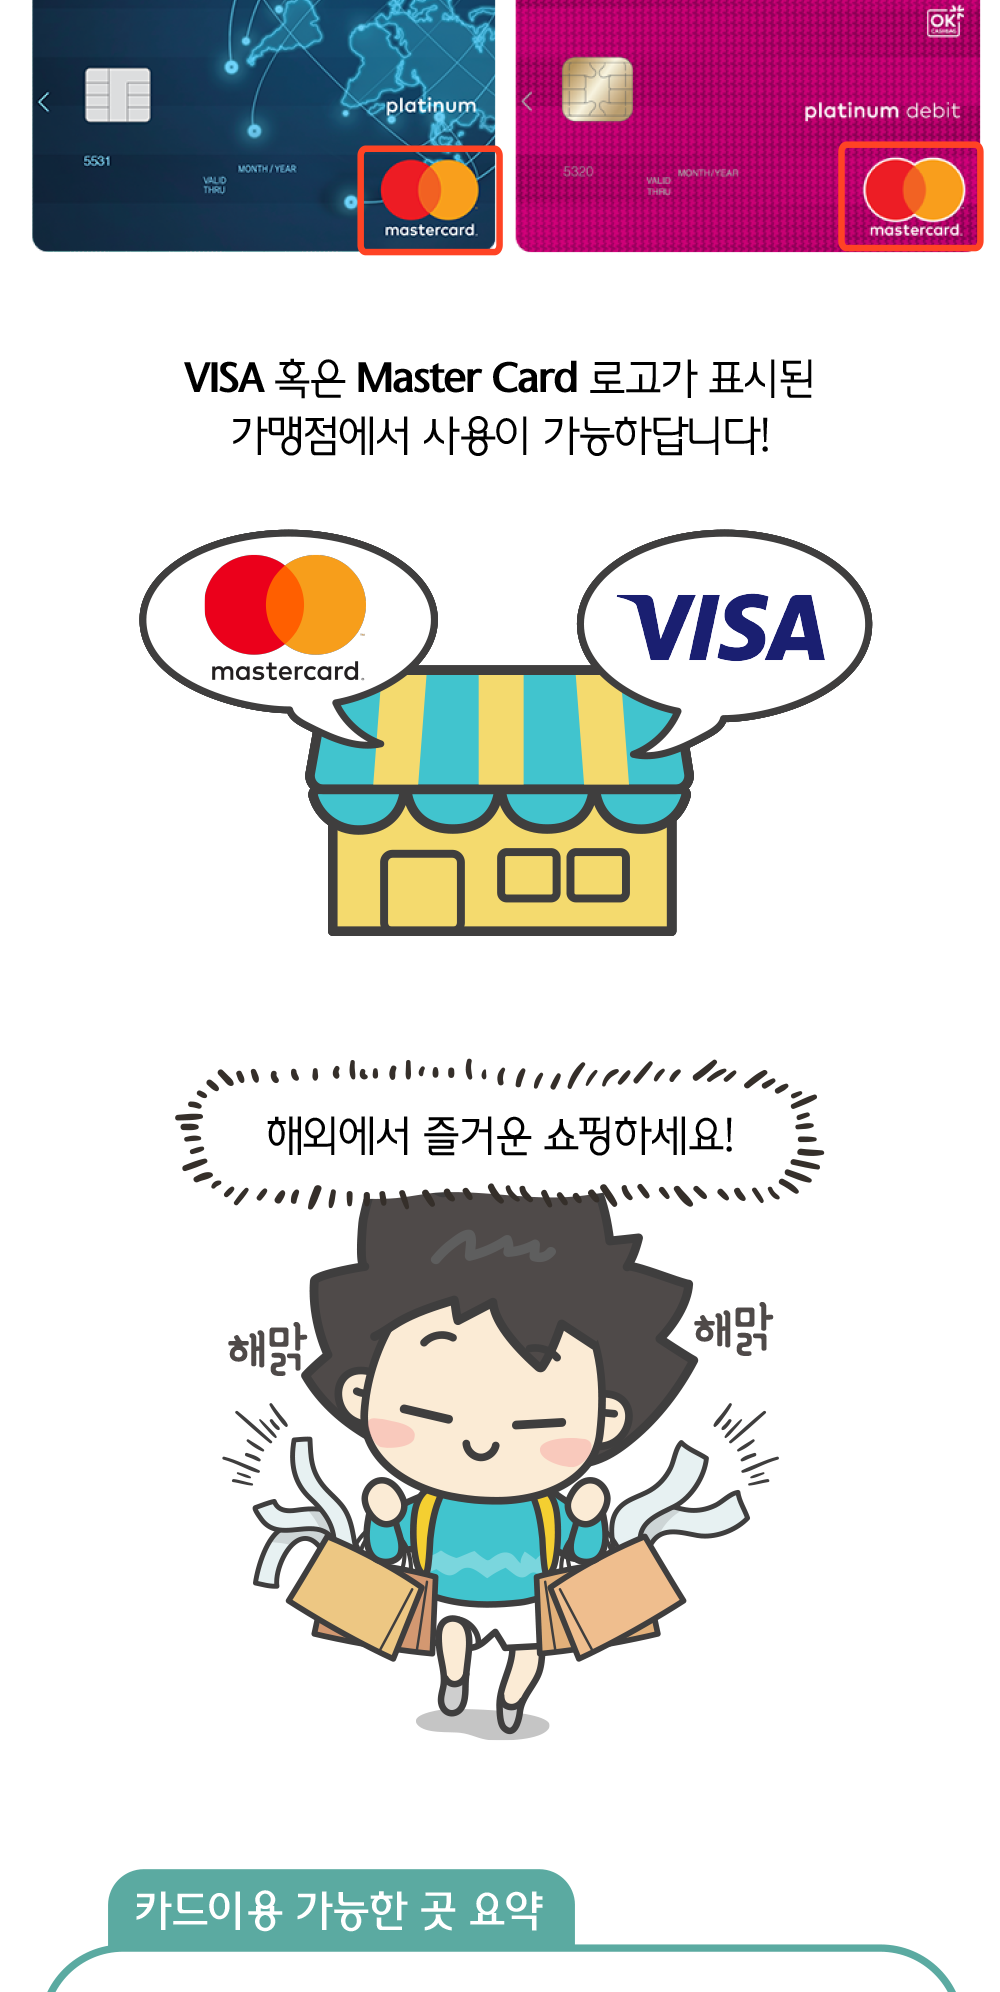 OK
CASHBAG
platinum
platinum debit
5531
MONTH/YEAR
VALID
THRU
mastercard.
5320
MONTH/YEAR
VALID
THRU
mastercard.
VISA 혹은 Master Card 로고가 표시된
가맹점에서 사용이 가능하답니다!
mastercard.
VISA
해외에서 즐거운 쇼핑하세요!
해맑
해맑
카드이용 가능한 곳 요약